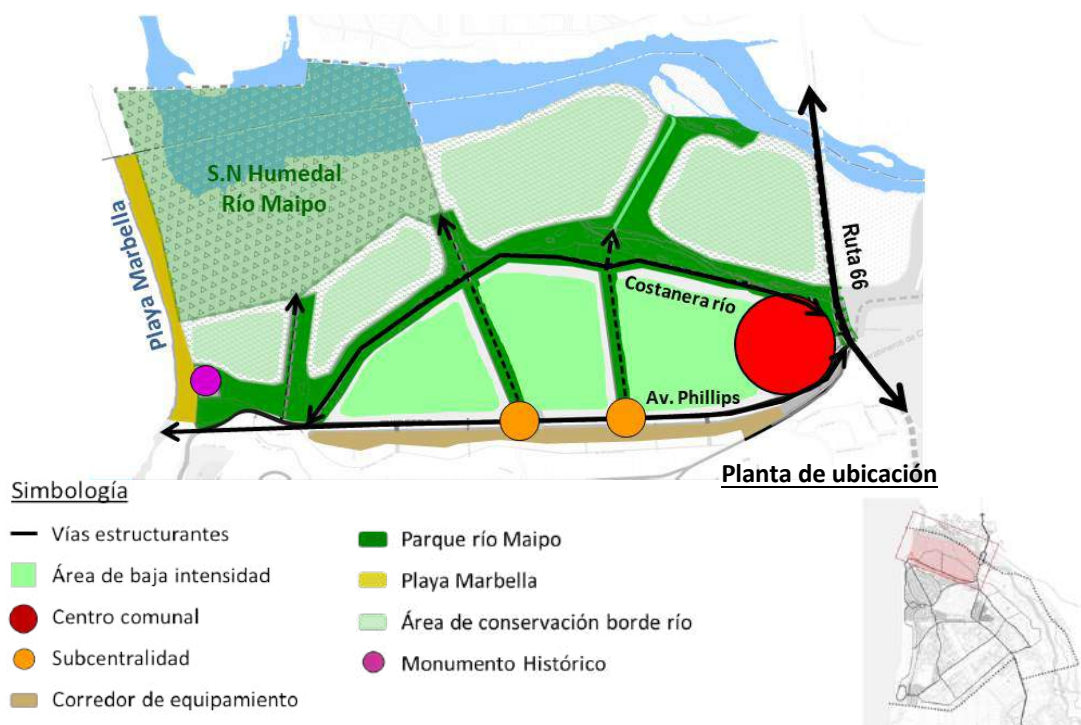 S.N Humedal
Río Maipo
Playa Marbella
Ruta 66
Costanera río
Av. Phillips
Planta de ubicación
Simbología
Vías estructurantes
Área de baja intensidad
Centro comunal
Subcentralidad
Corredor de equipamiento
Parque río Maipo
Playa Marbella
Área de conservación borde río
Monumento Histórico